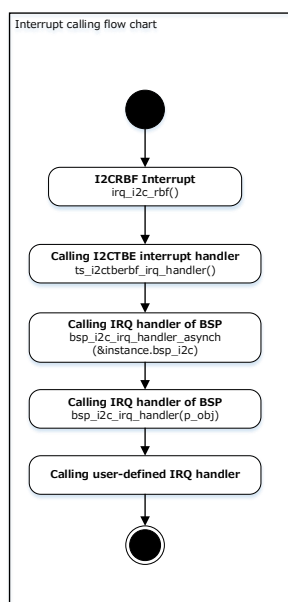 Interrupt calling flow chart
I2CRBF Interrupt
irq_i2c_rbf()
Calling I2CTBE interrupt handler
ts_i2ctberbf_irq_handler()
Calling IRQ handler of BSP
bsp_i2c_irq_handler_asynch
(&instance.bsp_i2c)
Calling IRQ handler of BSP
bsp_i2c_irq_handler(p_obj)
Calling user-defined IRQ handler